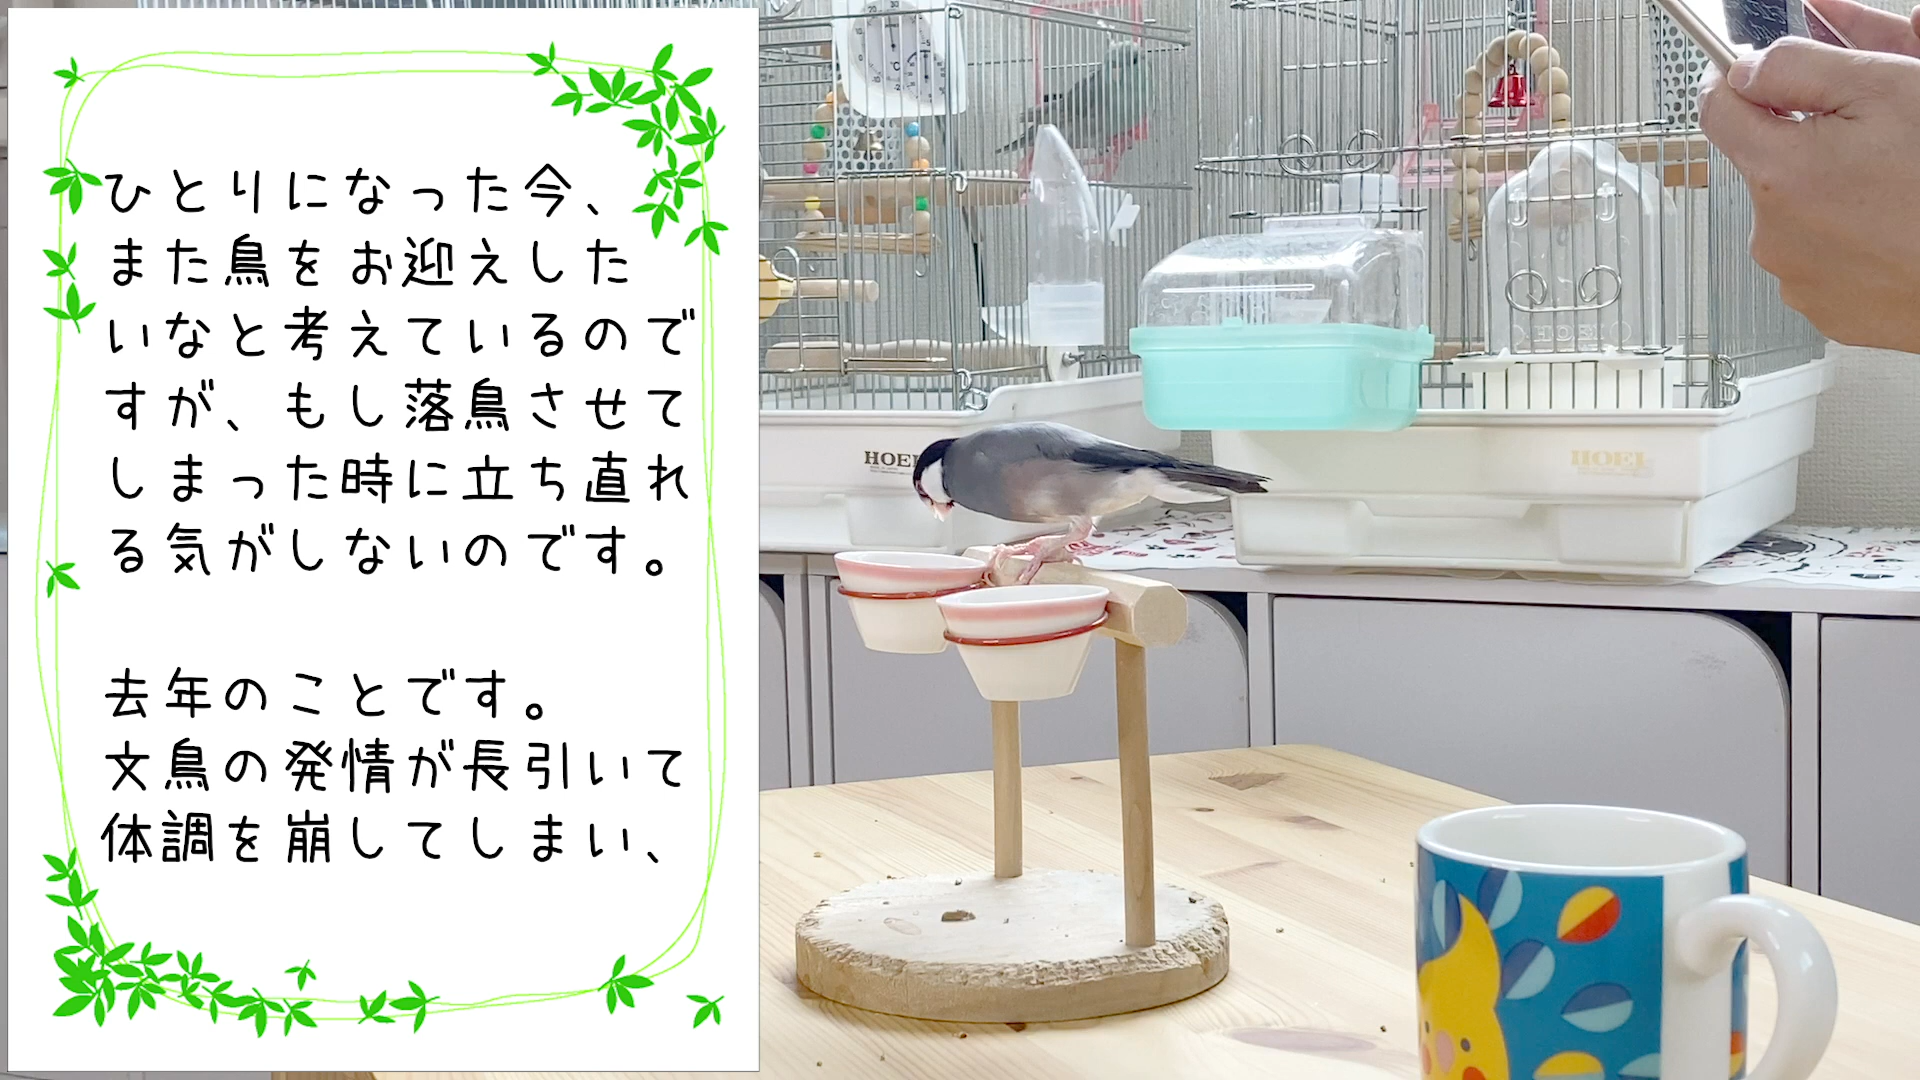 ひとりになった今、
また鳥をお迎えした
いなと考えているので
すが、もし落鳥させて
しまった時に立ち直れ
る気がしないのです。
去年のことです。
文鳥の発情が長引いて
体調を崩してしまい、
HOEI
HOEI
HOEI